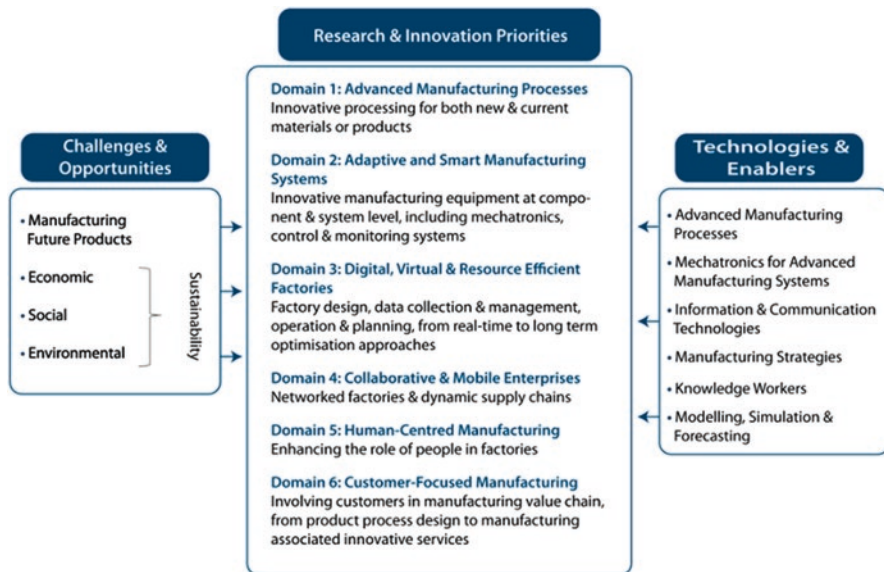 Research & Innovation Priorities
Challenges &
Opportunities
• Manufacturing
Future Products
• Economic
• Social
• Environmental
Sustainability
Domain 1: Advanced Manufacturing Processes
Innovative processing for both new & current
materials or products
Domain 2: Adaptive and Smart Manufacturing
Systems
Innovative manufacturing equipment at compo-
nent & system level, including mechatronics,
control & monitoring systems
Domain 3: Digital, Virtual & Resource Efficient
Factories
Factory design, data collection & management,
operation & planning, from real-time to long term
optimisation approaches
Domain 4: Collaborative & Mobile Enterprises
Networked factories & dynamic supply chains
Domain 5: Human-Centred Manufacturing
Enhancing the role of people in factories
Domain 6: Customer-Focused Manufacturing
Involving customers in manufacturing value chain,
from product process design to manufacturing
associated innovative services
Technologies &
Enablers
• Advanced Manufacturing
Processes
• Mechatronics for Advanced
Manufacturing Systems
• Information & Communication
Technologies
• Manufacturing Strategies
• Knowledge Workers
• Modelling, Simulation &
Forecasting